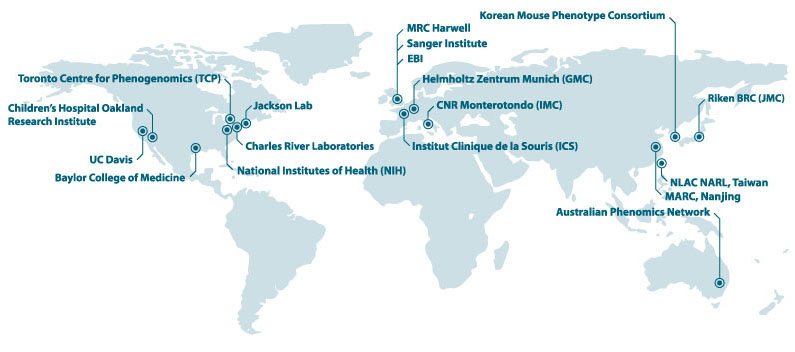 Korean Mouse Phenotype Consortium
MRC Harwell
Sanger Institute
EBI
Toronto Centre for Phenogenomics (TCP)
Helmholtz Zentrum Munich (GMC)
Children's Hospital Oakland
Research Institute
Jackson Lab
CNR Monterotondo (IMC)
Riken BRC (JMC)
Charles River Laboratories
Institut Clinique de la Souris (ICS)
UC Davis
National Institutes of Health (NIH)
Baylor College of Medicine
NLAC NARL, Taiwan
MARC, Nanjing
Australian Phenomics Network